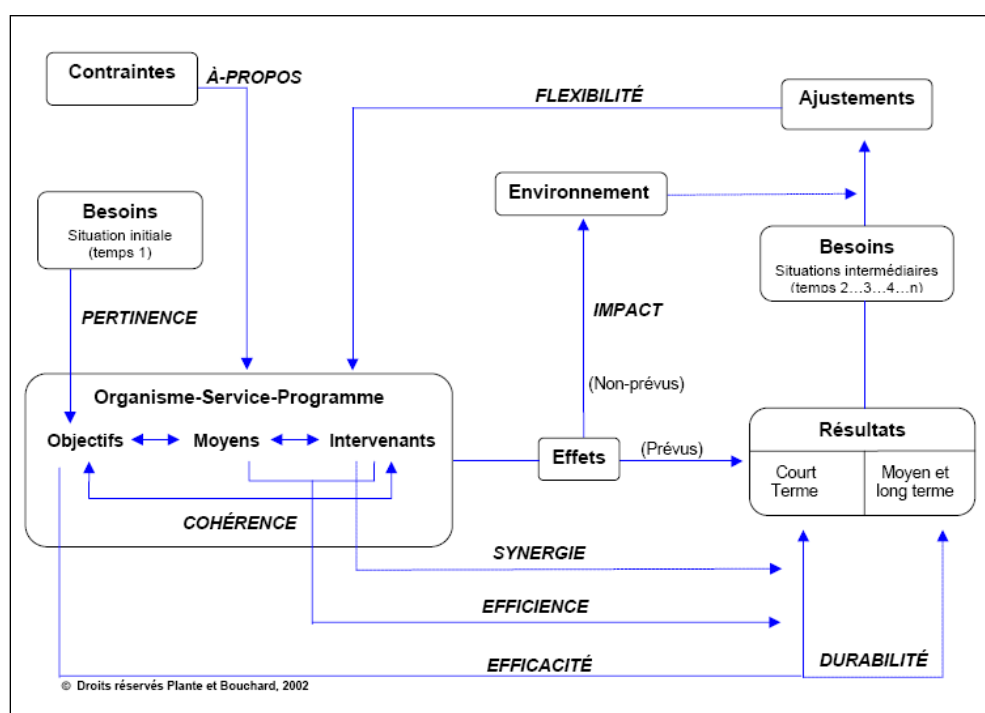 Contraintes
À-PROPOS
FLEXIBILITÉ
Ajustements
Environnement
Besoins
Situation initiale
(temps 1)
Besoins
Situations intermédiaires
(temps 2…3…4…n)
PERTINENCE
IMPACT
(Non-prévus)
Organisme-Service-Programme
Objectifs
Moyens
Intervenants
COHÉRENCE
Effets
(Prévus)
Résultats
Court
Terme
Moyen et
long terme
SYNERGIE
EFFICIENCE
EFFICACITÉ
DURABILITÉ
© Droits réservés Plante et Bouchard, 2002